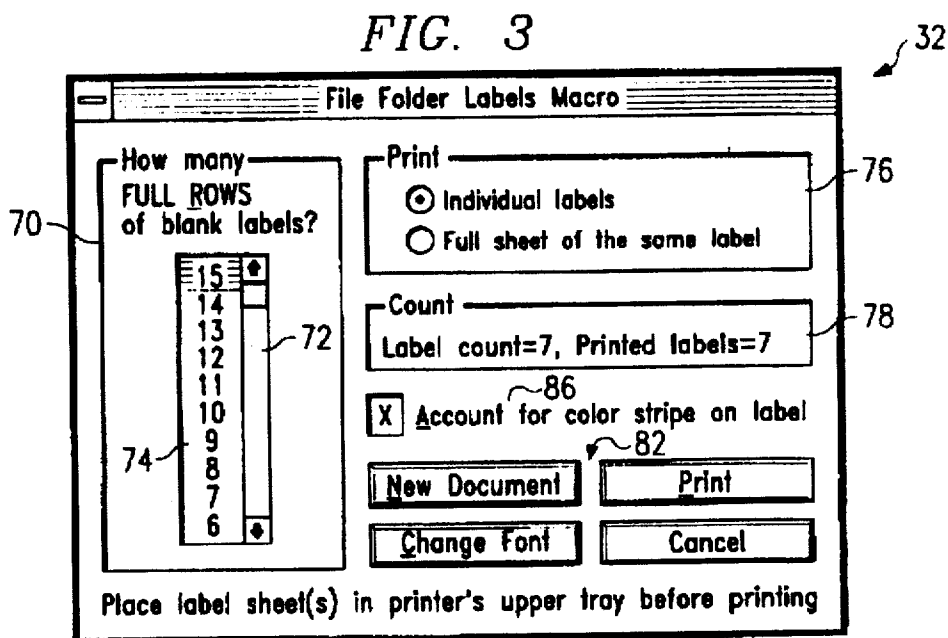 FIG. 3
32
File Folder Labels Macro
How many
FULL ROWS
of blank labels?
70
15
14
13
12
11
10
9
8
7
6
72
74
Print
Individual labels
Full sheet of the same label
76
Count
Label count=7, Printed labels=7
78
86
X Account for color stripe on label
82
New Document
Print
Change Font
Cancel
Place label sheet(s) in printer's upper tray before printing